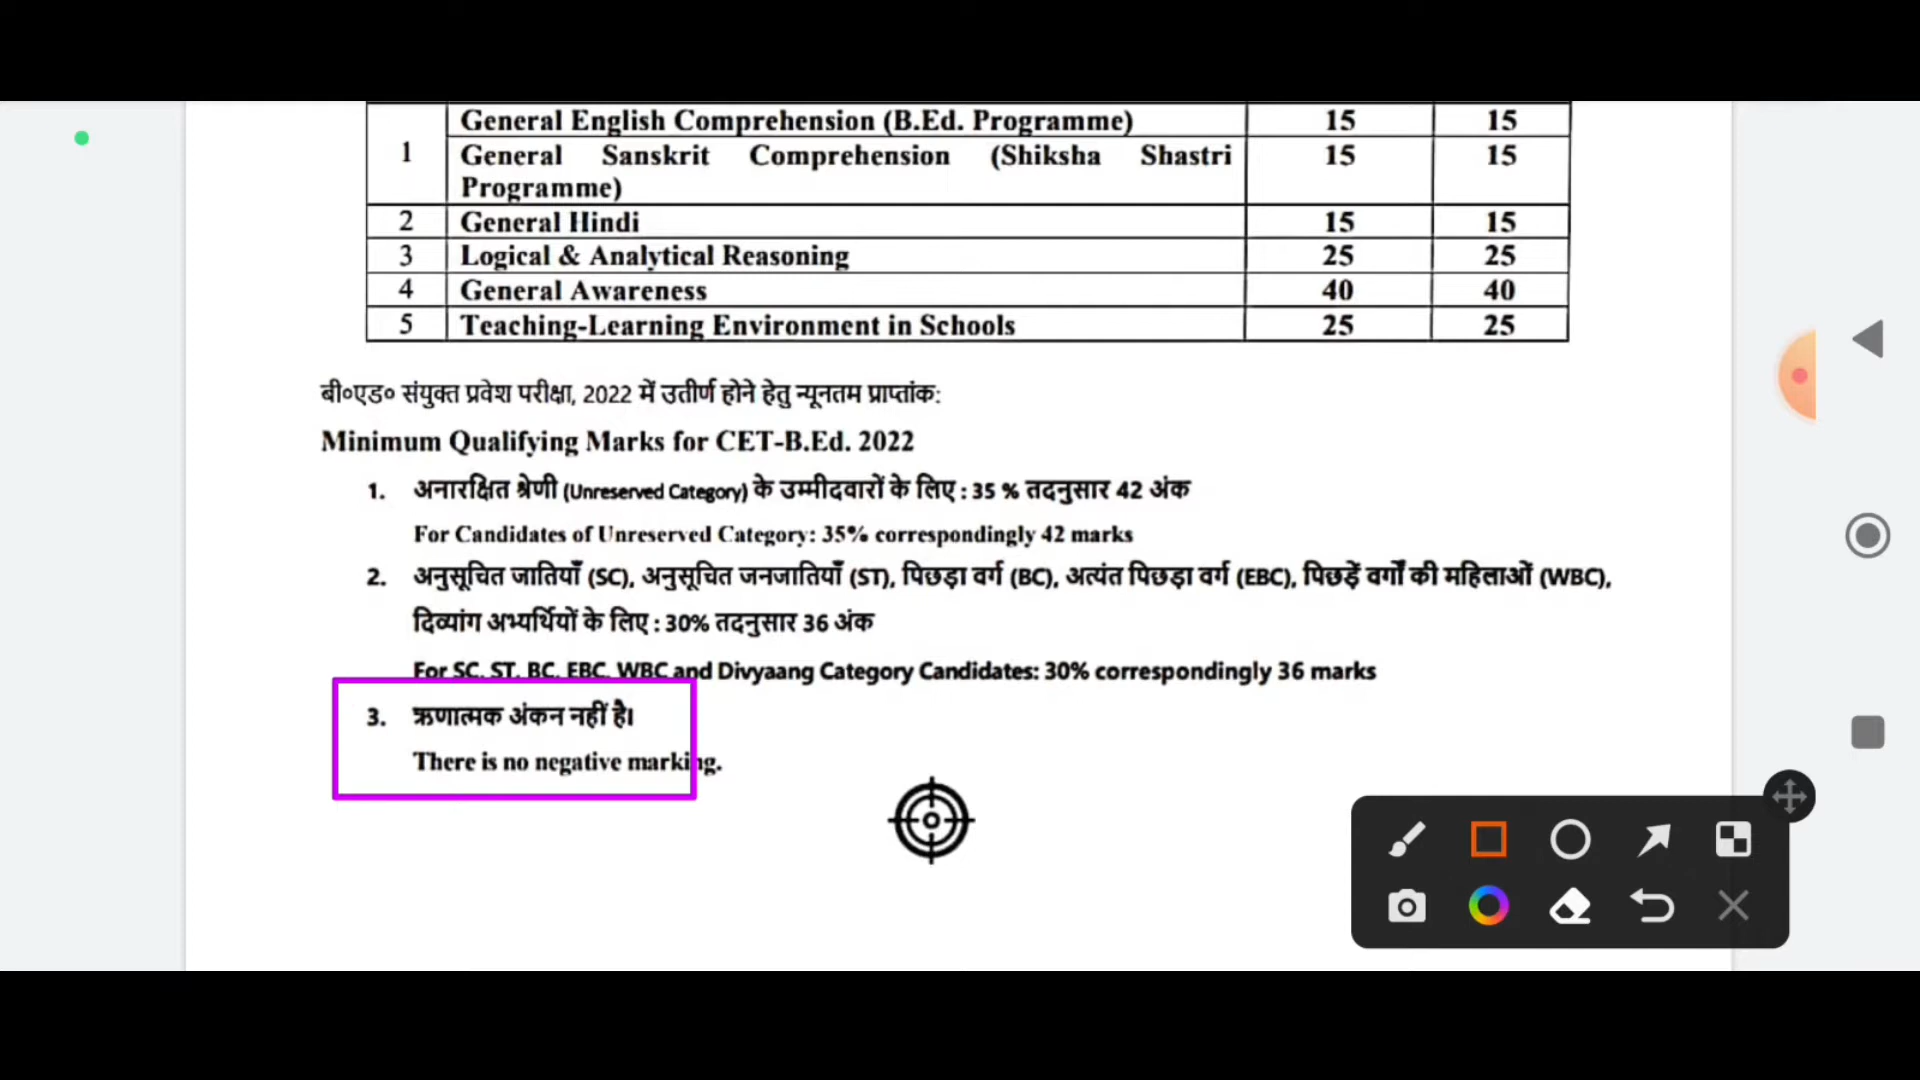 General English Comprehension (B.Ed. Programme) 15 15
1 General Sanskrit Comprehension (Shiksha Shastri 15 15
Programme)
2 General Hindi 15 15
3 Logical & Analytical Reasoning 25 25
4 General Awareness 40 40
5 Teaching-Learning Environment in Schools 25 25
बी०एड० संयुक्त प्रवेश परीक्षा, 2022 में उतीर्ण होने हेतु न्यूनतम प्राप्तांक:
Minimum Qualifying Marks for CET-B.Ed. 2022
1. अनारक्षित श्रेणी (Unreserved Category) के उम्मीदवारों के लिए : 35 % तदनुसार 42 अंक
For Candidates of Unreserved Category: 35% correspondingly 42 marks
2. अनुसूचित जातियाँ (SC), अनुसूचित जनजातियाँ (ST), पिछड़ा वर्ग (BC), अत्यंत पिछड़ा वर्ग (EBC), पिछड़ें वर्गों की महिलाओं (WBC),
दिव्यांग अभ्यर्थियों के लिए : 30% तदनुसार 36 अंक
For SC, ST, BC, EBC, WBC and Divyaang Category Candidates: 30% correspondingly 36 marks
3. ऋणात्मक अंकन नहीं है।
There is no negative marking.